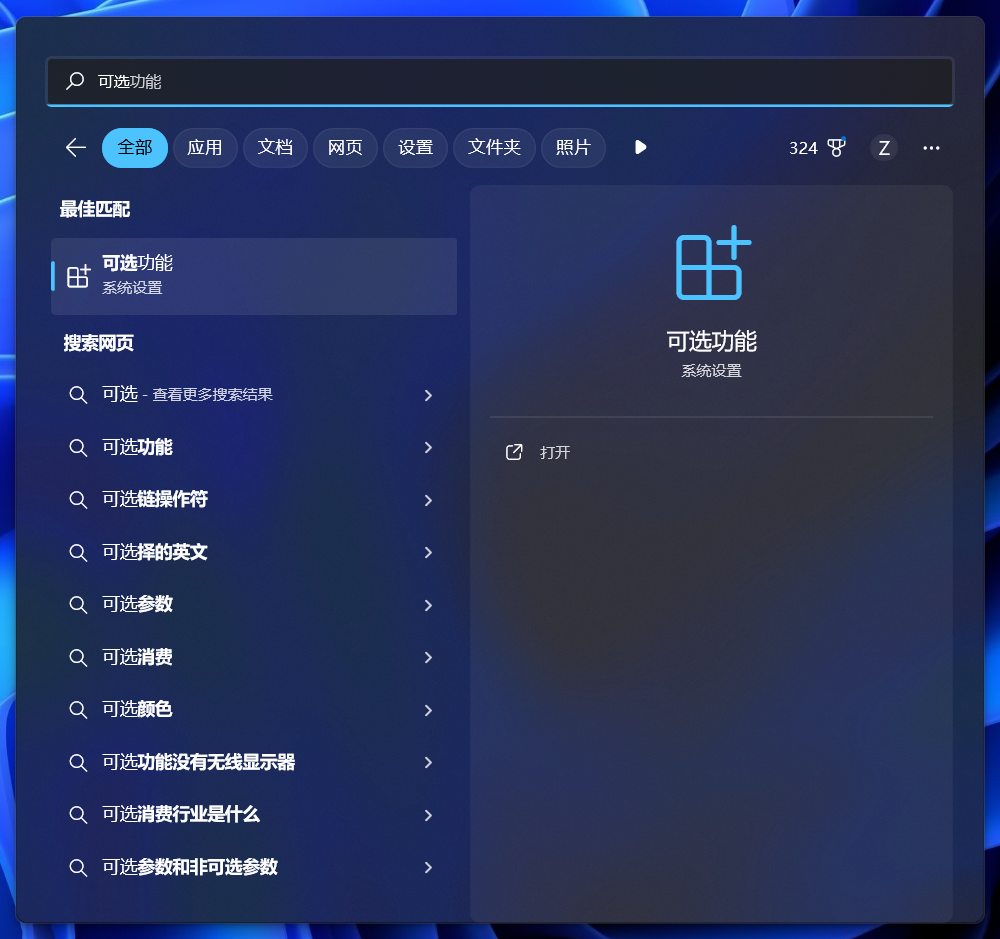 可选功能
全部 应用 文档 网页 设置 文件夹 照片 324 Z
最佳匹配
可选功能
系统设置
搜索网页
可选 - 查看更多搜索结果
可选功能
可选链操作符
可选择的英文
可选参数
可选消费
可选颜色
可选功能没有无线显示器
可选消费行业是什么
可选参数和非可选参数
可选功能
系统设置
打开